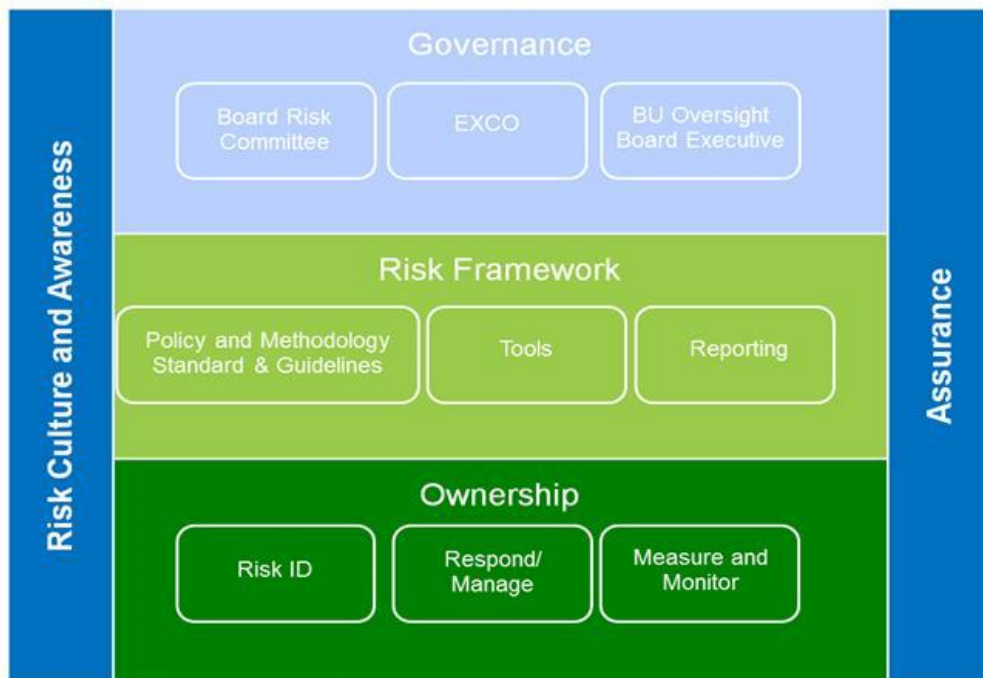 Risk Culture and Awareness
Governance
Board Risk
Committee
EXCO
BU Oversight
Board Executive
Risk Framework
Policy and Methodology
Standard & Guidelines
Tools
Reporting
Ownership
Risk ID
Respond/
Manage
Measure and
Monitor
Assurance